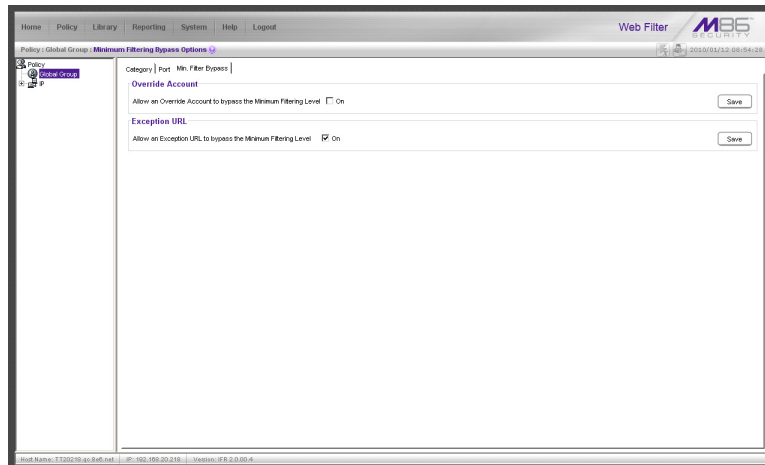 Home Policy Library Reporting System Help Logout
Web Filter
M86
SECURITY
Policy : Global Group : Minimum Filtering Bypass Options
2010/01/12 08:54:28
Policy
Global Group
IP
Category Port Min. Filter Bypass
Override Account
Allow an Override Account to bypass the Minimum Filtering Level On
Save
Exception URL
Allow an Exception URL to bypass the Minimum Filtering Level On
Save
Host Name: TT20218.qc.8e6.net IP: 192.168.20.218 Version: IFR.2.0.00.4